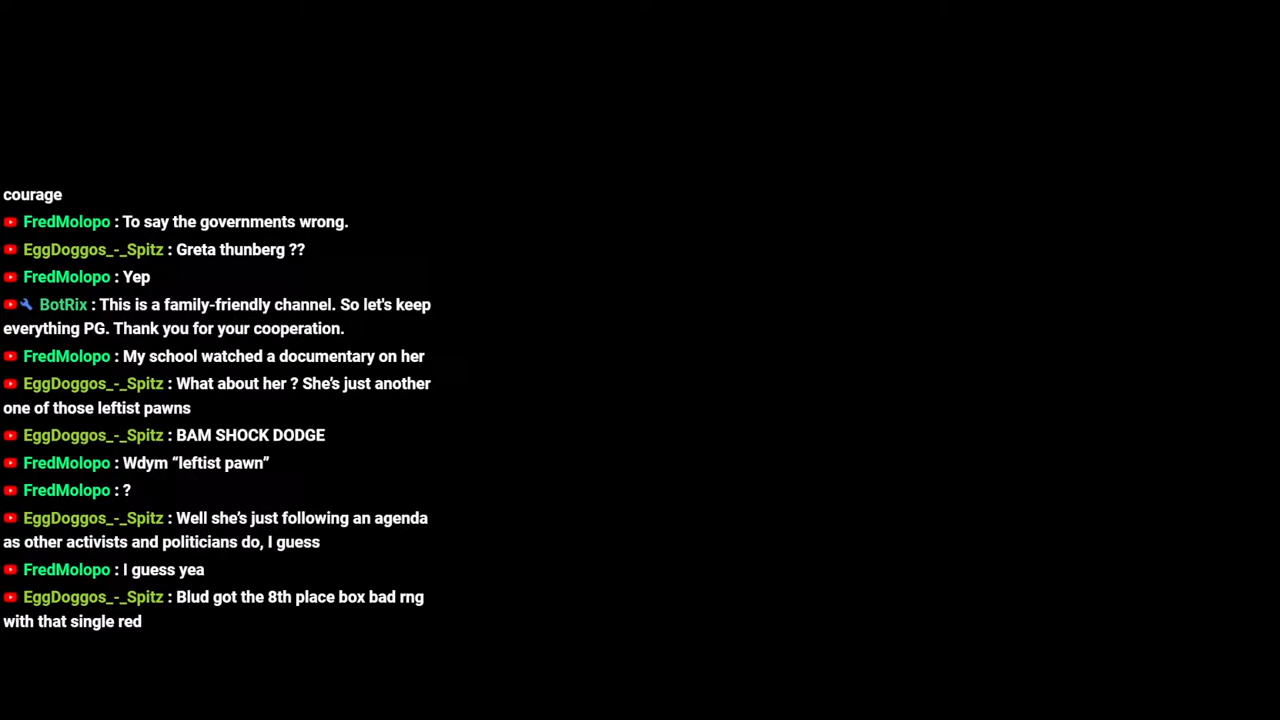 courage
FredMolopo : To say the governments wrong.
EggDoggos_-_Spitz : Greta thunberg ??
FredMolopo : Yep
BotRix : This is a family-friendly channel. So let's keep
everything PG. Thank you for your cooperation.
FredMolopo : My school watched a documentary on her
EggDoggos_-_Spitz : What about her ? She’s just another
one of those leftist pawns
EggDoggos_-_Spitz : BAM SHOCK DODGE
FredMolopo : Wdym “leftist pawn”
FredMolopo : ?
EggDoggos_-_Spitz : Well she’s just following an agenda
as other activists and politicians do, I guess
FredMolopo : I guess yea
EggDoggos_-_Spitz : Blud got the 8th place box bad rng
with that single red